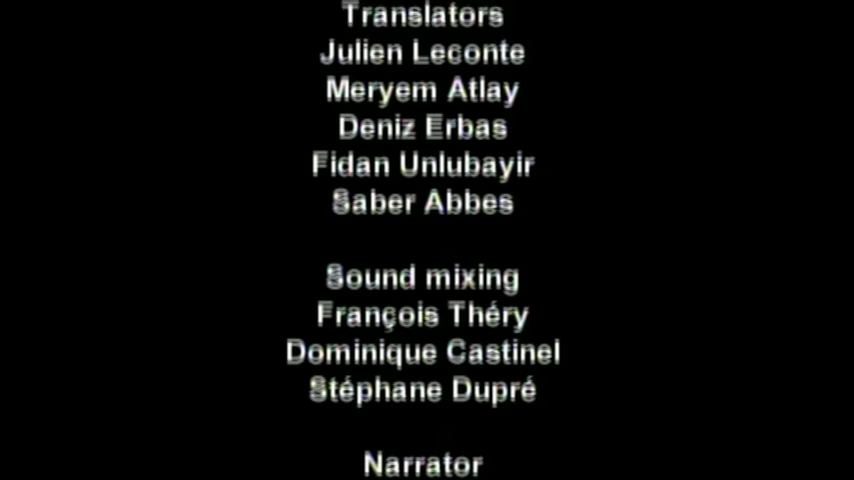 Translators
Julien Leconte
Meryem Atlay
Deniz Erbas
Fidan Unlubayir
Saber Abbes
Sound mixing
François Théry
Dominique Castinel
Stéphane Dupré
Narrator